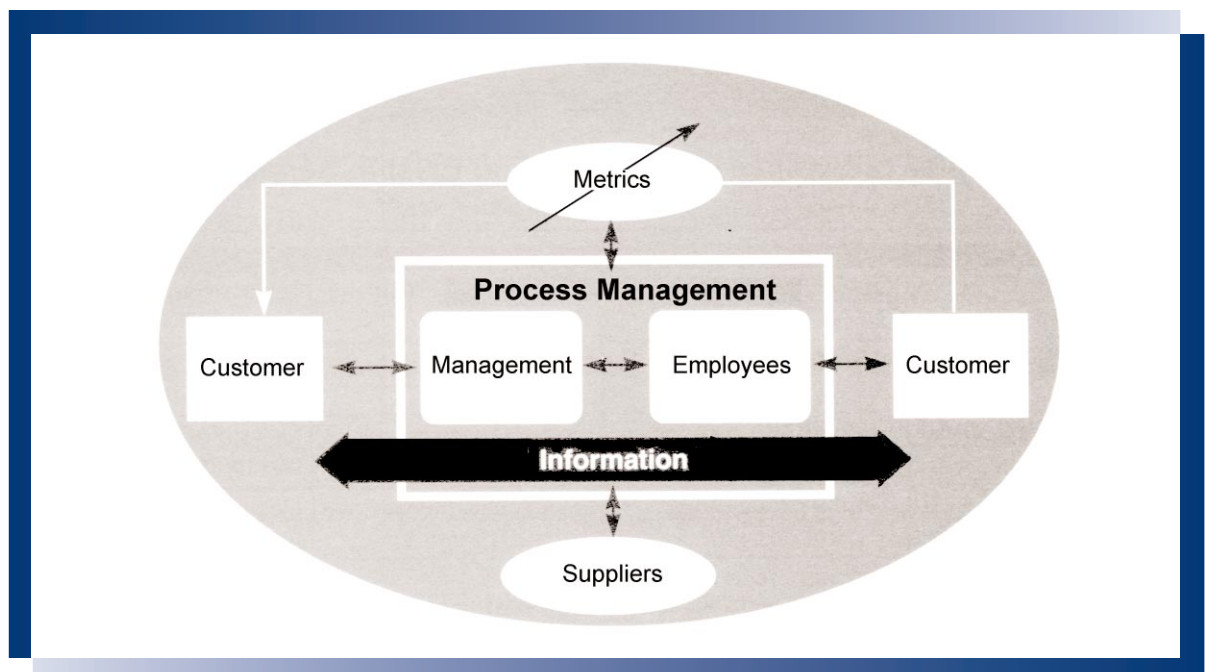 Metrics
Process Management
Customer
Management
Employees
Customer
Information
Suppliers